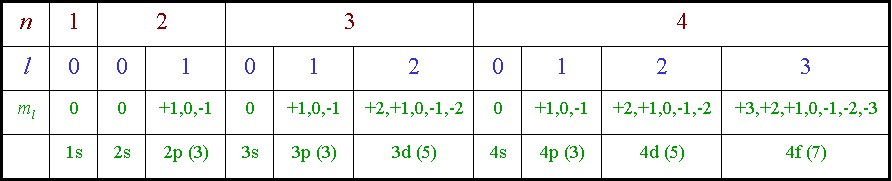 n 1 2 3 4
l 0 0 1 0 1 2 0 1 2 3
ml 0 0 +1,0,-1 0 +1,0,-1 +2,+1,0,-1,-2 0 +1,0,-1 +2,+1,0,-1,-2 +3,+2,+1,0,-1,-2,-3
1s 2s 2p (3) 3s 3p (3) 3d (5) 4s 4p (3) 4d (5) 4f (7)